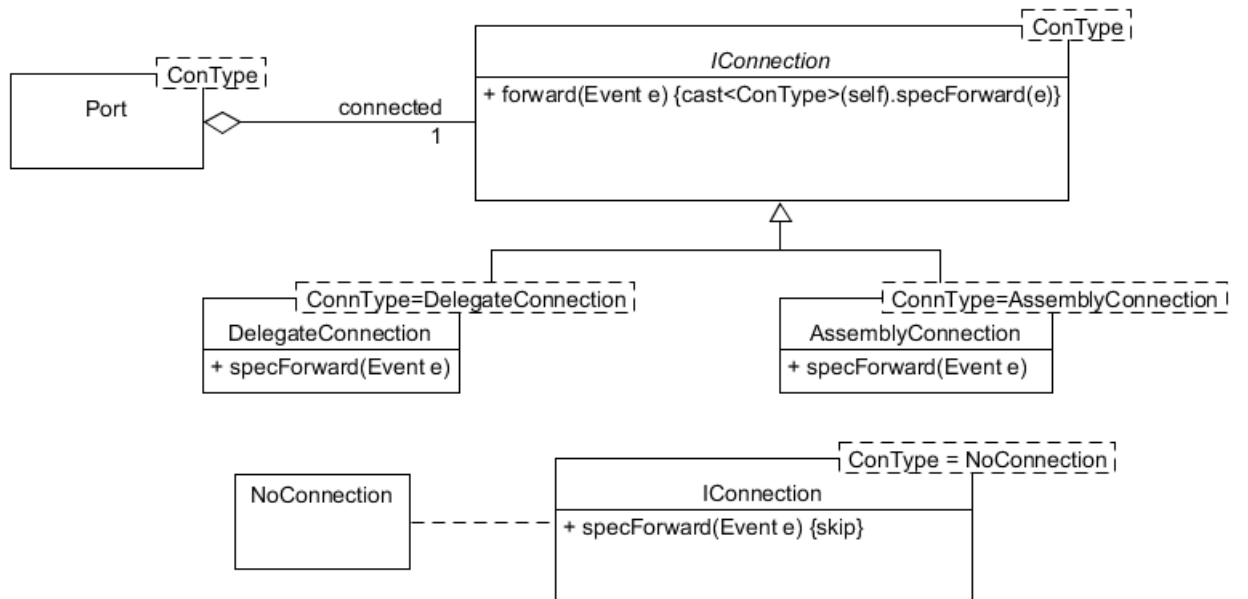 ConType
Port
connected
1
ConType
IConnection
+ forward(Event e) {cast<ConType>(self).specForward(e)}
ConnType=DelegateConnection
DelegateConnection
+ specForward(Event e)
ConnType=AssemblyConnection
AssemblyConnection
+ specForward(Event e)
NoConnection
ConType = NoConnection
IConnection
+ specForward(Event e) {skip}